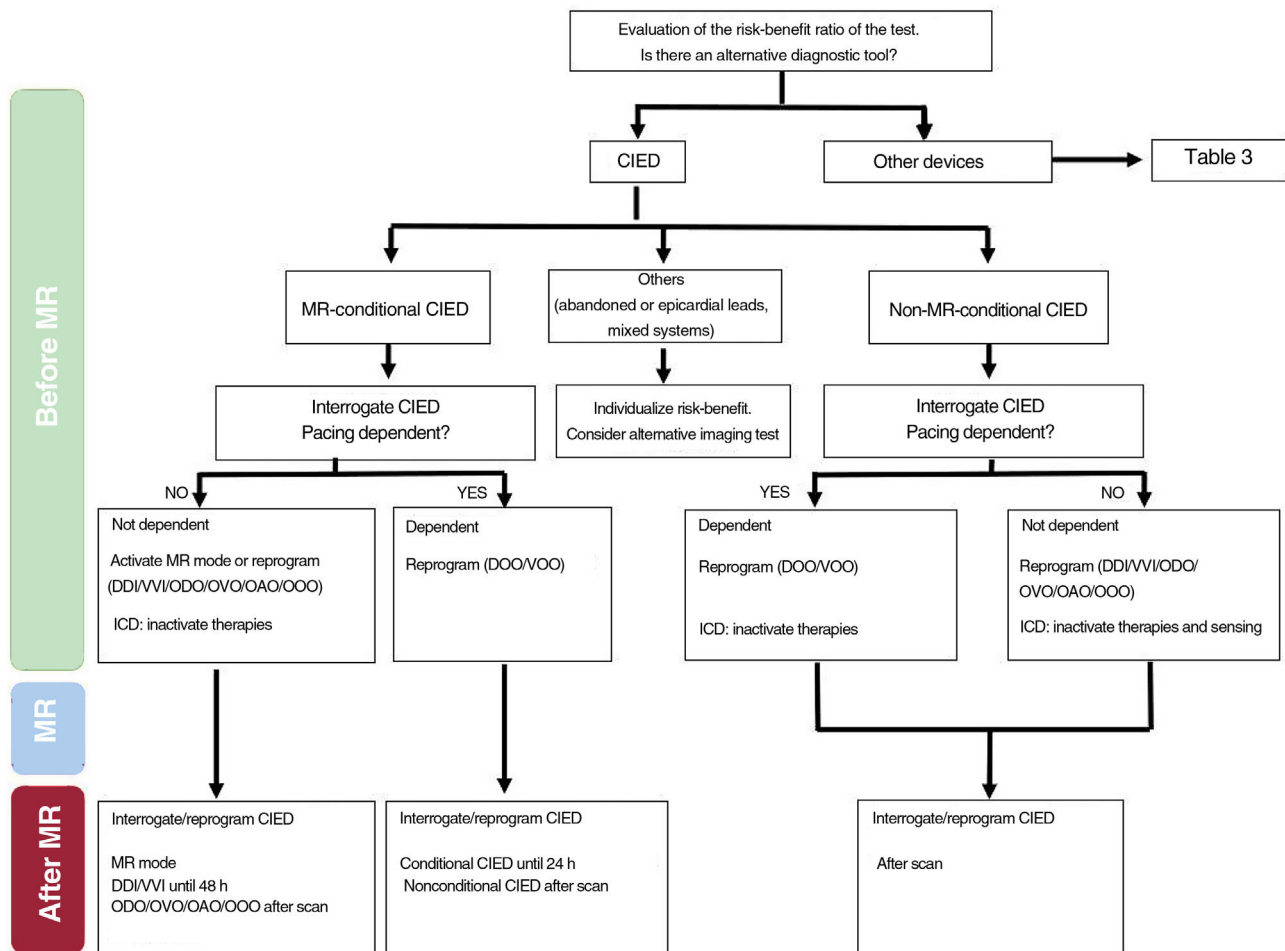 Evaluation of the risk-benefit ratio of the test.
Is there an alternative diagnostic tool?
CIED
Other devices
Table 3
Before MR
MR-conditional CIED
Others
(abandoned or epicardial leads,
mixed systems)
Non-MR-conditional CIED
Interrogate CIED
Pacing dependent?
Individualize risk-benefit.
Consider alternative imaging test
Interrogate CIED
Pacing dependent?
NO
YES
YES
NO
Not dependent
Activate MR mode or reprogram
(DDI/VVI/ODO/OVO/OAO/OOO)
ICD: inactivate therapies
Dependent
Reprogram (DOO/VOO)
Dependent
Reprogram (DOO/VOO)
ICD: inactivate therapies
Not dependent
Reprogram (DDI/VVI/ODO/
OVO/OAO/OOO)
ICD: inactivate therapies and sensing
MR
After MR
Interrogate/reprogram CIED
MR mode
DDI/VVI until 48 h
ODO/OVO/OAO/OOO after scan
Interrogate/reprogram CIED
Conditional CIED until 24 h
Nonconditional CIED after scan
Interrogate/reprogram CIED
After scan